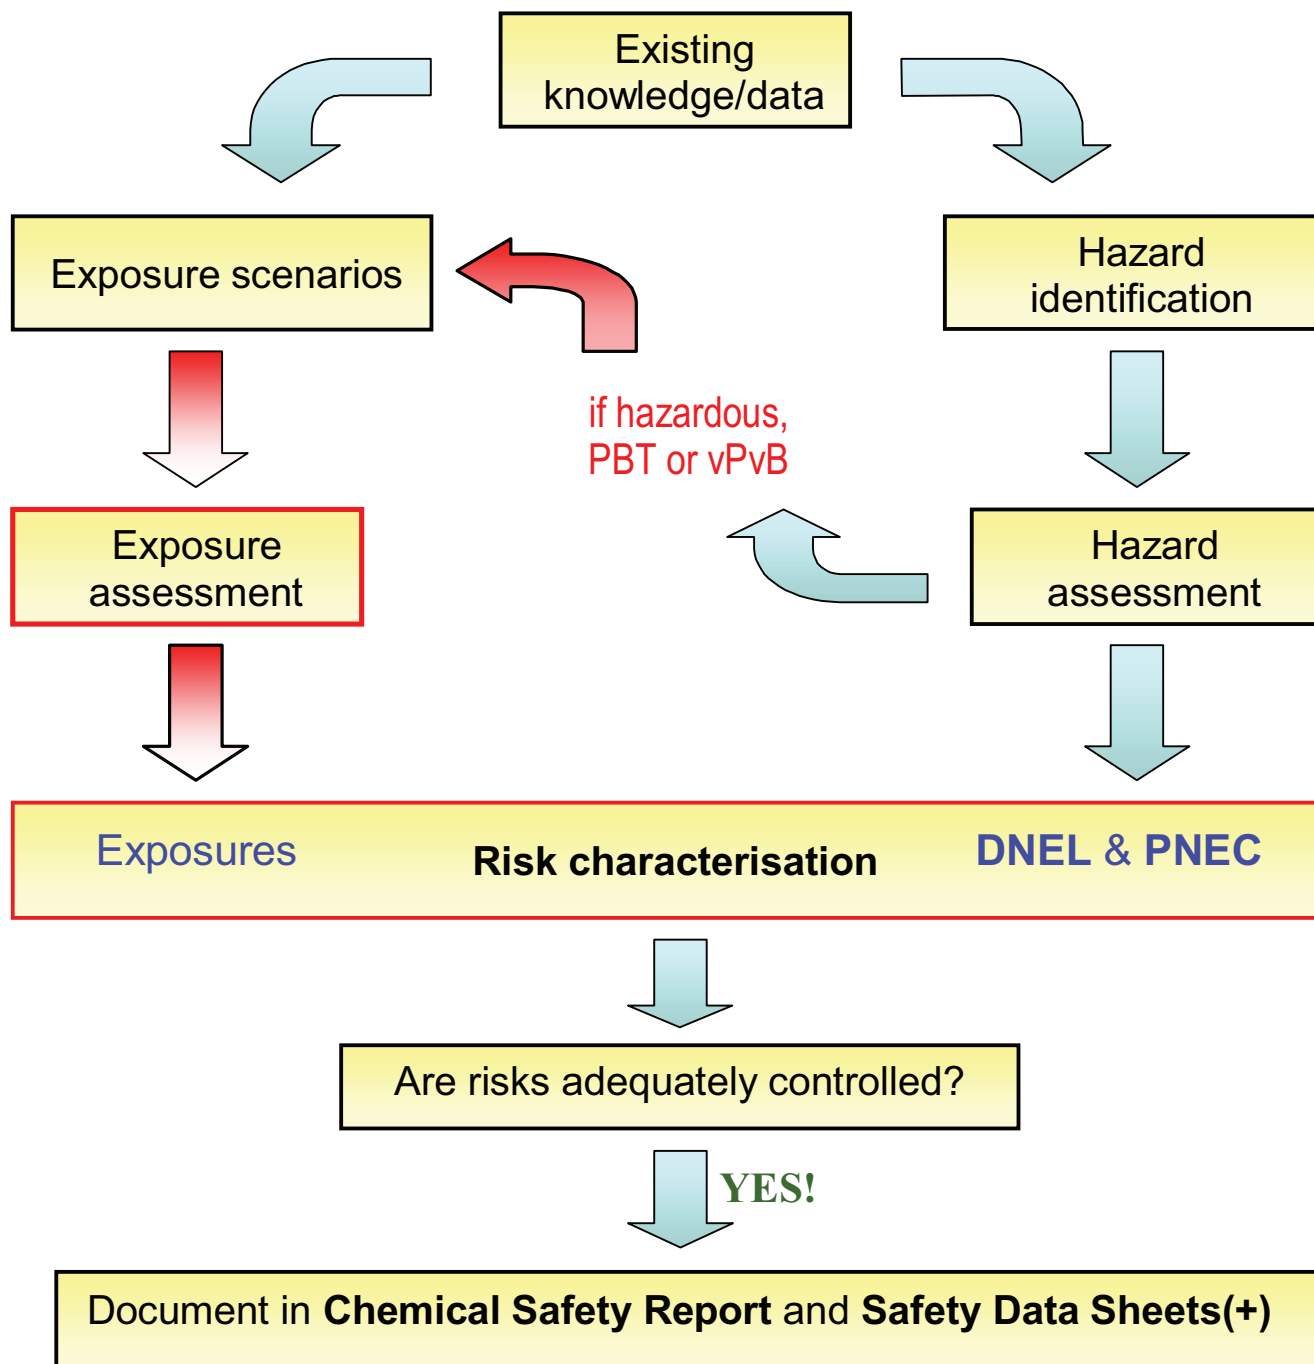 Existing
knowledge/data
Exposure scenarios
Hazard
identification
if hazardous,
PBT or vPvB
Exposure
assessment
Hazard
assessment
Exposures
Risk characterisation
DNEL & PNEC
Are risks adequately controlled?
YES!
Document in Chemical Safety Report and Safety Data Sheets(+)